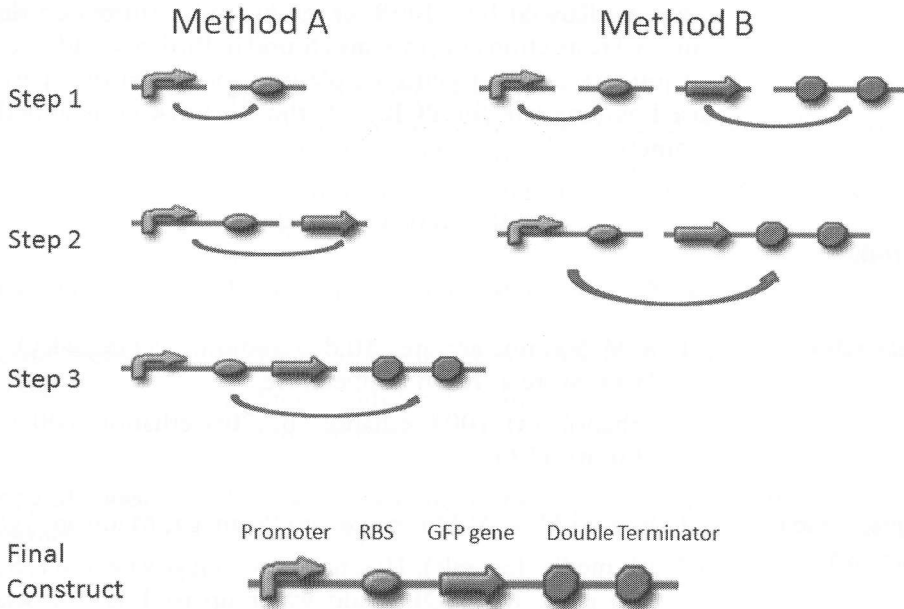 Method A
Method B
Step 1
Step 2
Step 3
Promoter RBS GFP gene Double Terminator
Final
Construct